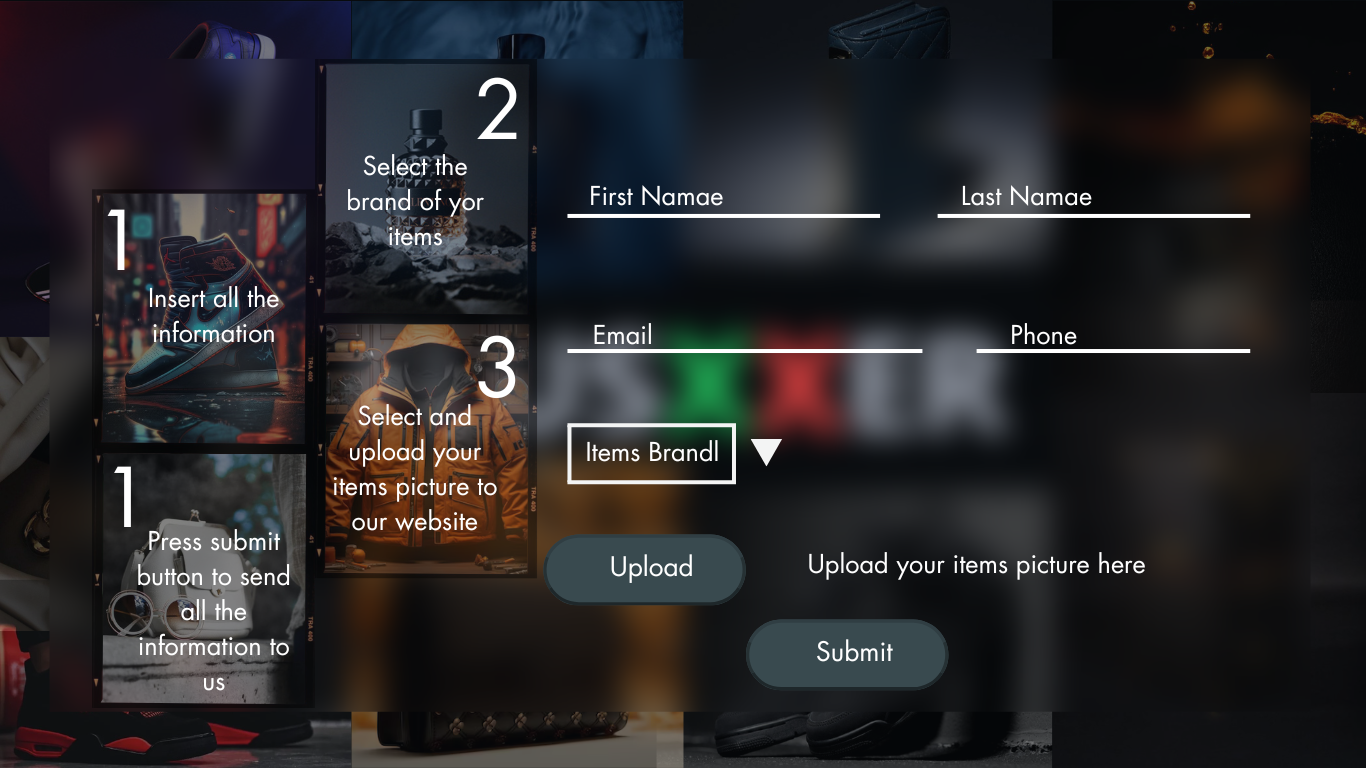 1
Insert all the
information
2
Select the
brand of yor
items
3
Select and
upload your
items picture to
our website
1
Press submit
button to send
all the
information to
us
First Namae
Last Namae
Email
Phone
Items Brandl
Upload
Upload your items picture here
Submit